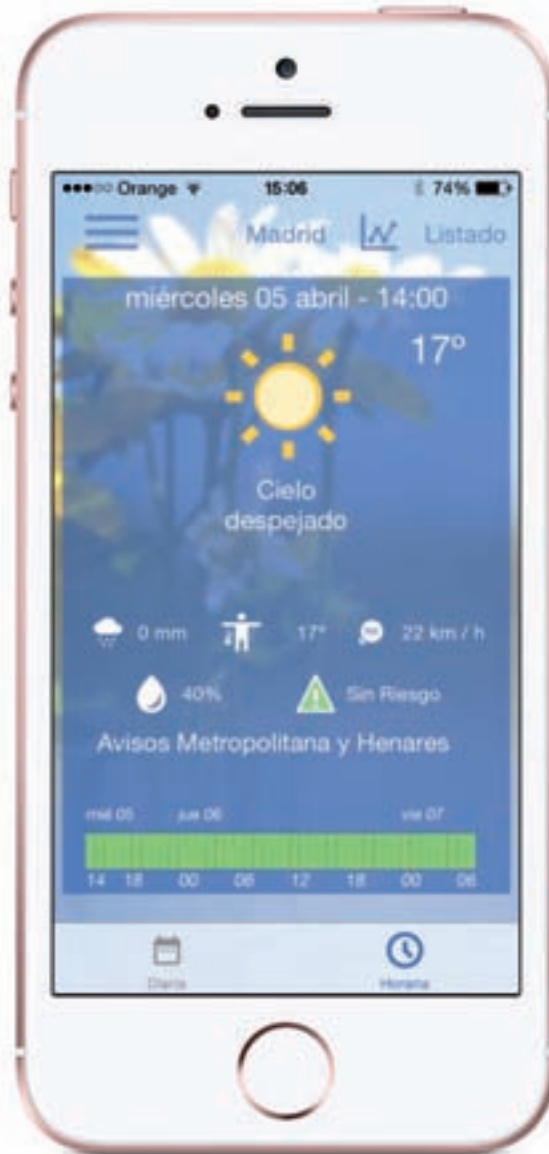 Orange 15:06 74%
Madrid Listado
miércoles 05 abril - 14:00
17º
Cielo
despejado
0 mm 17° 22 km / h
40% Sin Riesgo
Avisos Metropolitana y Henares
mié 05 jue 06 vie 07
14 18 00 06 12 18 00 06
Diaria Horaria